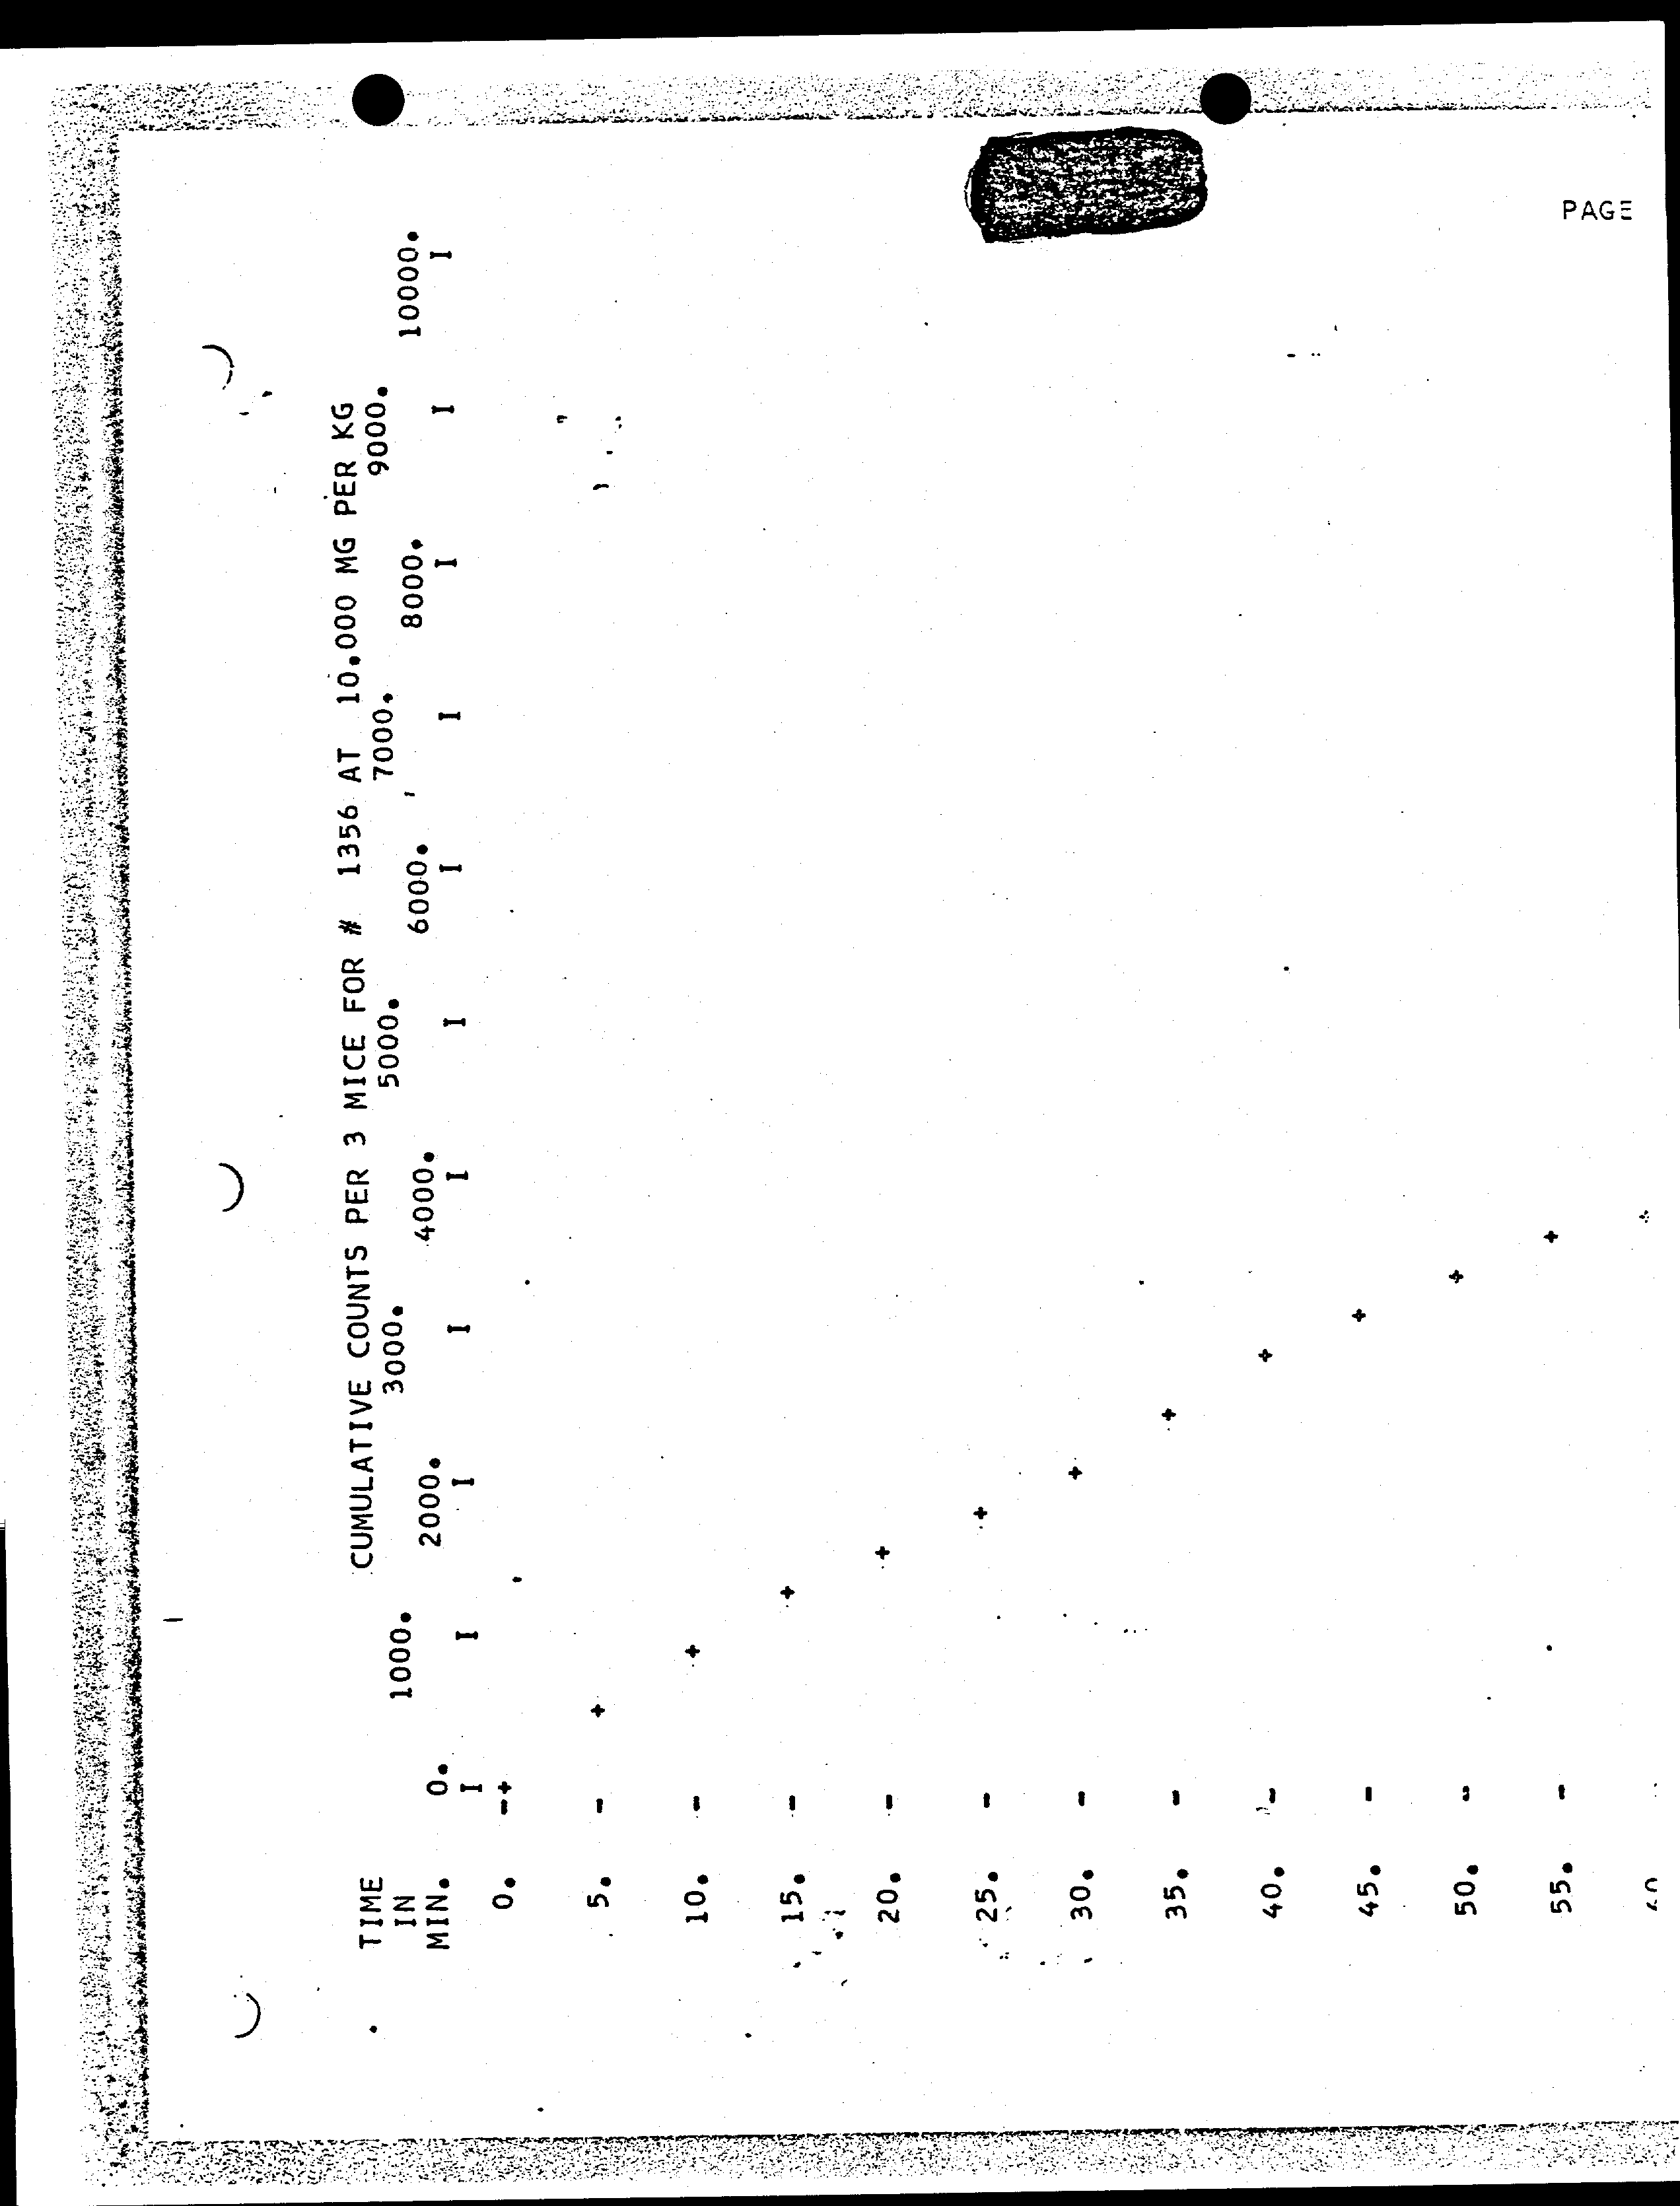 PAGE
CUMULATIVE COUNTS PER 3 MICE FOR # 1356 AT 10,000 MG PER KG
TIME 1000. 3000. 5000. 7000. 9000.
IN
MIN. 0. 2000. 4000. 6000. 8000. 10000.
I I I I I I I I I I I
0. -+
5. - +
10. - +
15. - +
20. - +
25. - +
30. - +
35. - +
40. - +
45. - +
50. - +
55. - +